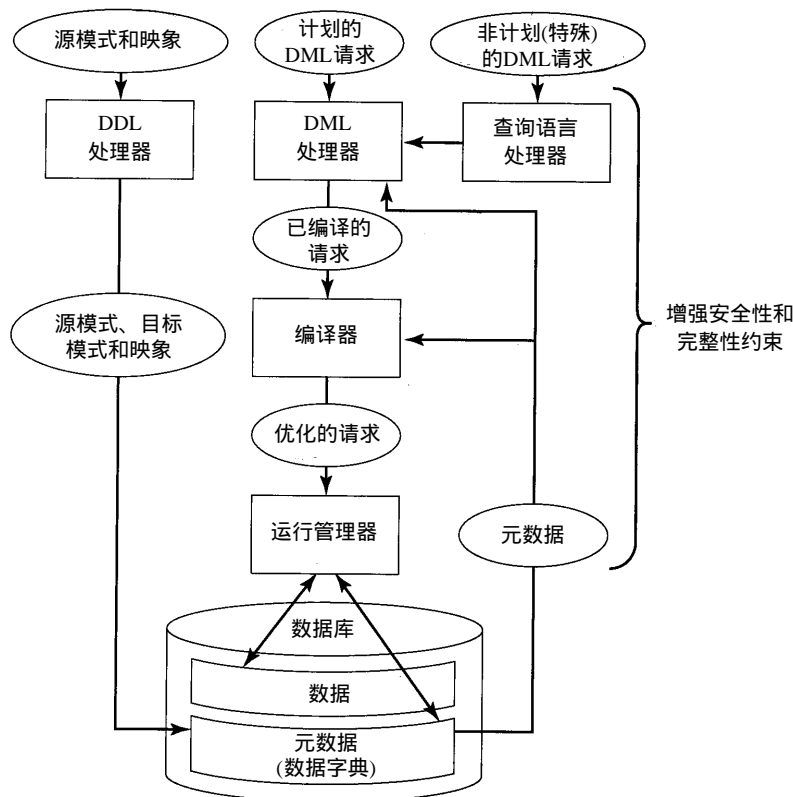 源模式和映象
计划的
DML请求
非计划(特殊)
的DML请求
DDL
处理器
DML
处理器
查询语言
处理器
已编译的
请求
源模式、目标
模式和映象
编译器
增强安全性和
完整性约束
优化的请求
运行管理器
元数据
数据库
数据
元数据
(数据字典)